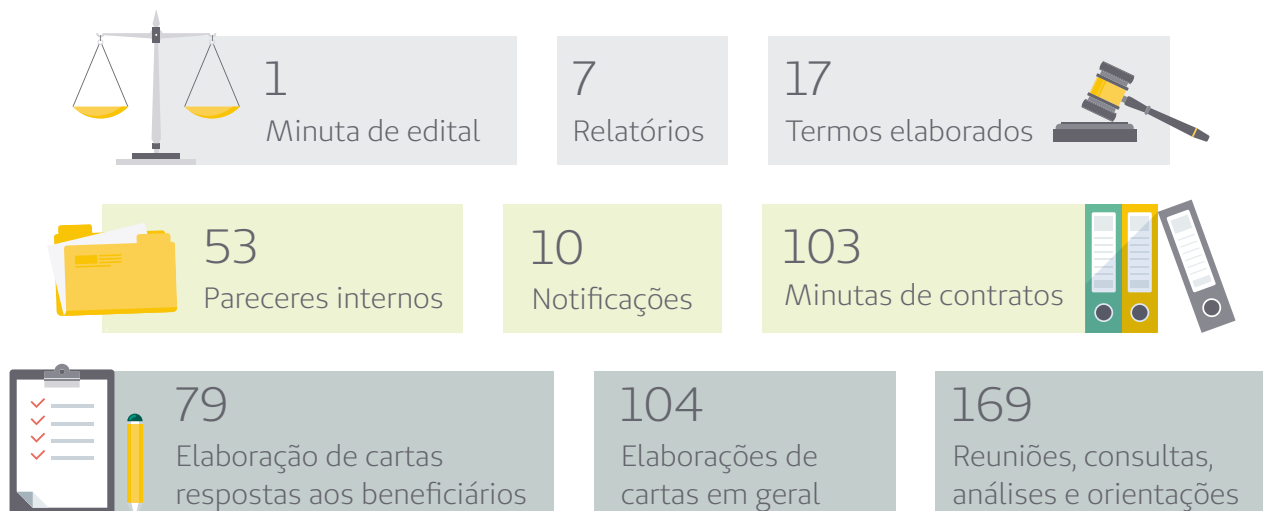 1
Minuta de edital
7
Relatórios
17
Termos elaborados
53
Pareceres internos
10
Notificações
103
Minutas de contratos
79
Elaboração de cartas
respostas aos beneficiários
104
Elaborações de
cartas em geral
169
Reuniões, consultas,
análises e orientações